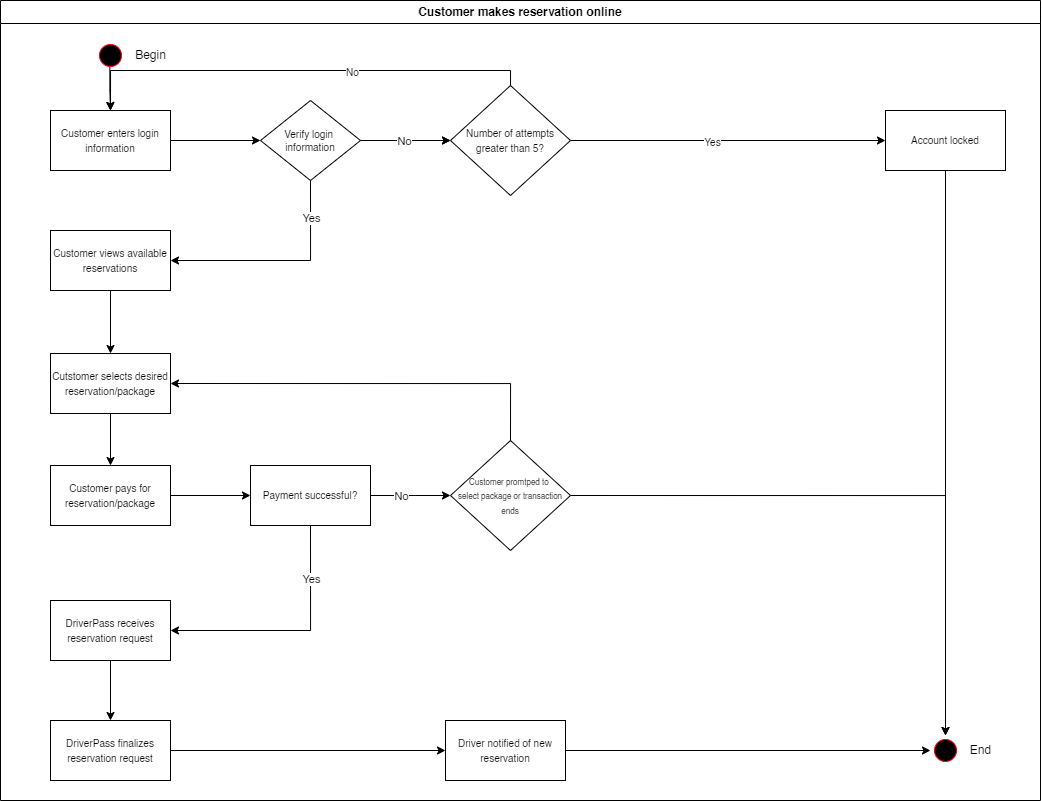 Customer makes reservation online
Begin
No
Customer enters login
information
Verify login
information
No
Number of attempts
greater than 5?
Yes
Account locked
Yes
Customer views available
reservations
Cutstomer selects desired
reservation/package
Customer pays for
reservation/package
Payment successful?
No
Customer promtped to
select package or transaction
ends
Yes
DriverPass receives
reservation request
DriverPass finalizes
reservation request
Driver notified of new
reservation
End